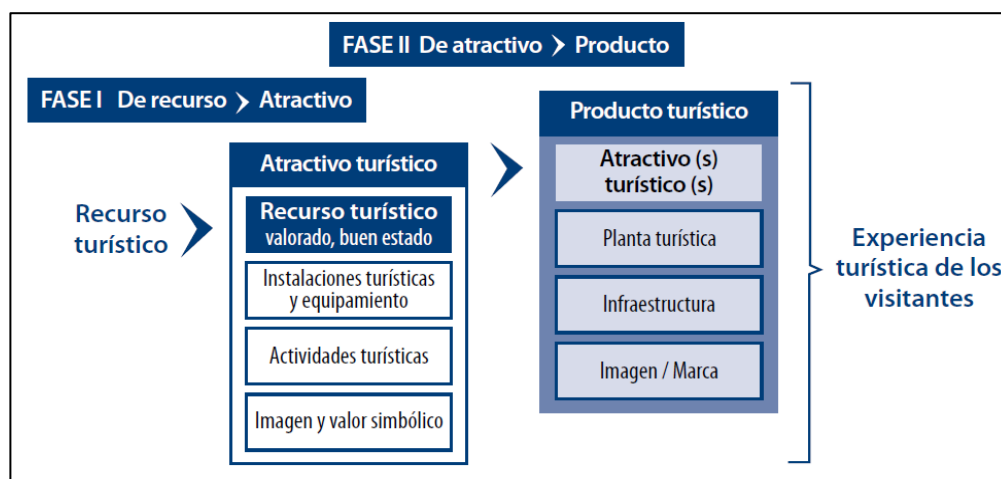 FASE II De atractivo > Producto
FASE I De recurso > Atractivo
Recurso
turístico
Atractivo turístico
Recurso turístico
valorado, buen estado
Instalaciones turísticas
y equipamiento
Actividades turísticas
Imagen y valor simbólico
Producto turístico
Atractivo (s)
turístico (s)
Planta turística
Infraestructura
Imagen / Marca
Experiencia
turística de los
visitantes